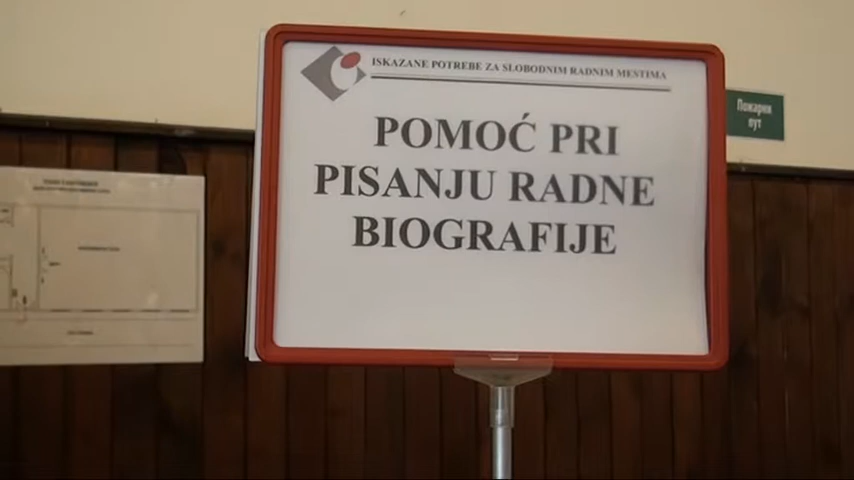 ISKAZANE POTREBE ZA SLOBODNIM RADNIM MESTIMA
POMOĆ PRI
PISANJU RADNE
BIOGRAFIJE
Пожарни
пут